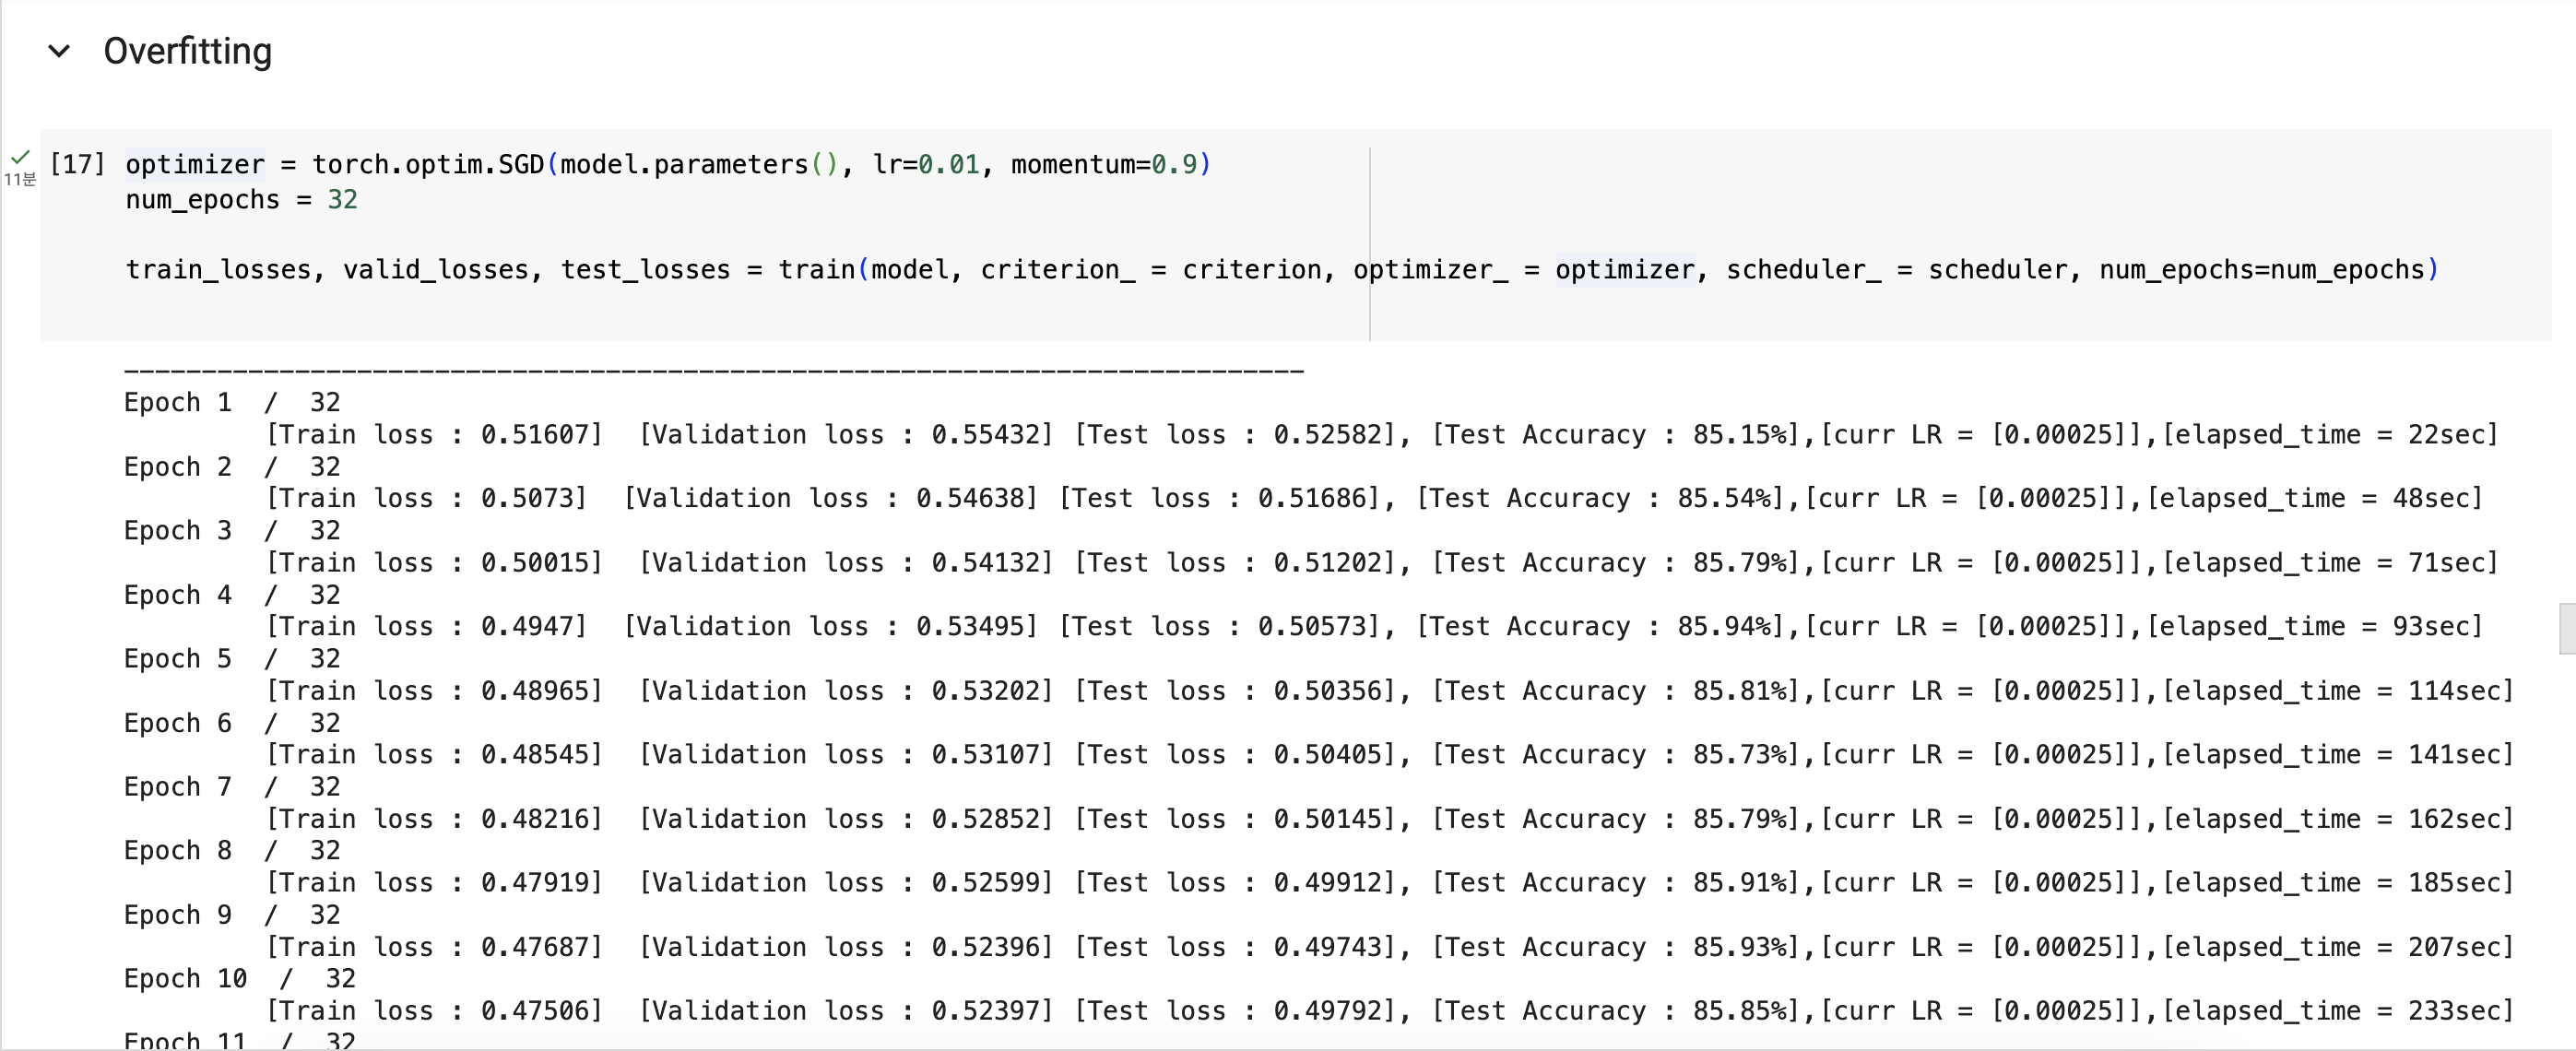 Overfitting
[17] optimizer = torch.optim.SGD(model.parameters(), lr=0.01, momentum=0.9)
11분
num_epochs = 32
train_losses, valid_losses, test_losses = train(model, criterion_ = criterion, optimizer_ = optimizer, scheduler_ = scheduler, num_epochs=num_epochs)
----------------------------------------------------------------------------
Epoch 1  /  32
[Train loss : 0.51607]  [Validation loss : 0.55432] [Test loss : 0.52582], [Test Accuracy : 85.15%],[curr LR = [0.00025]],[elapsed_time = 22sec]
Epoch 2  /  32
[Train loss : 0.5073]  [Validation loss : 0.54638] [Test loss : 0.51686], [Test Accuracy : 85.54%],[curr LR = [0.00025]],[elapsed_time = 48sec]
Epoch 3  /  32
[Train loss : 0.50015]  [Validation loss : 0.54132] [Test loss : 0.51202], [Test Accuracy : 85.79%],[curr LR = [0.00025]],[elapsed_time = 71sec]
Epoch 4  /  32
[Train loss : 0.4947]  [Validation loss : 0.53495] [Test loss : 0.50573], [Test Accuracy : 85.94%],[curr LR = [0.00025]],[elapsed_time = 93sec]
Epoch 5  /  32
[Train loss : 0.48965]  [Validation loss : 0.53202] [Test loss : 0.50356], [Test Accuracy : 85.81%],[curr LR = [0.00025]],[elapsed_time = 114sec]
Epoch 6  /  32
[Train loss : 0.48545]  [Validation loss : 0.53107] [Test loss : 0.50405], [Test Accuracy : 85.73%],[curr LR = [0.00025]],[elapsed_time = 141sec]
Epoch 7  /  32
[Train loss : 0.48216]  [Validation loss : 0.52852] [Test loss : 0.50145], [Test Accuracy : 85.79%],[curr LR = [0.00025]],[elapsed_time = 162sec]
Epoch 8  /  32
[Train loss : 0.47919]  [Validation loss : 0.52599] [Test loss : 0.49912], [Test Accuracy : 85.91%],[curr LR = [0.00025]],[elapsed_time = 185sec]
Epoch 9  /  32
[Train loss : 0.47687]  [Validation loss : 0.52396] [Test loss : 0.49743], [Test Accuracy : 85.93%],[curr LR = [0.00025]],[elapsed_time = 207sec]
Epoch 10  /  32
[Train loss : 0.47506]  [Validation loss : 0.52397] [Test loss : 0.49792], [Test Accuracy : 85.85%],[curr LR = [0.00025]],[elapsed_time = 233sec]
Epoch 11  /  32